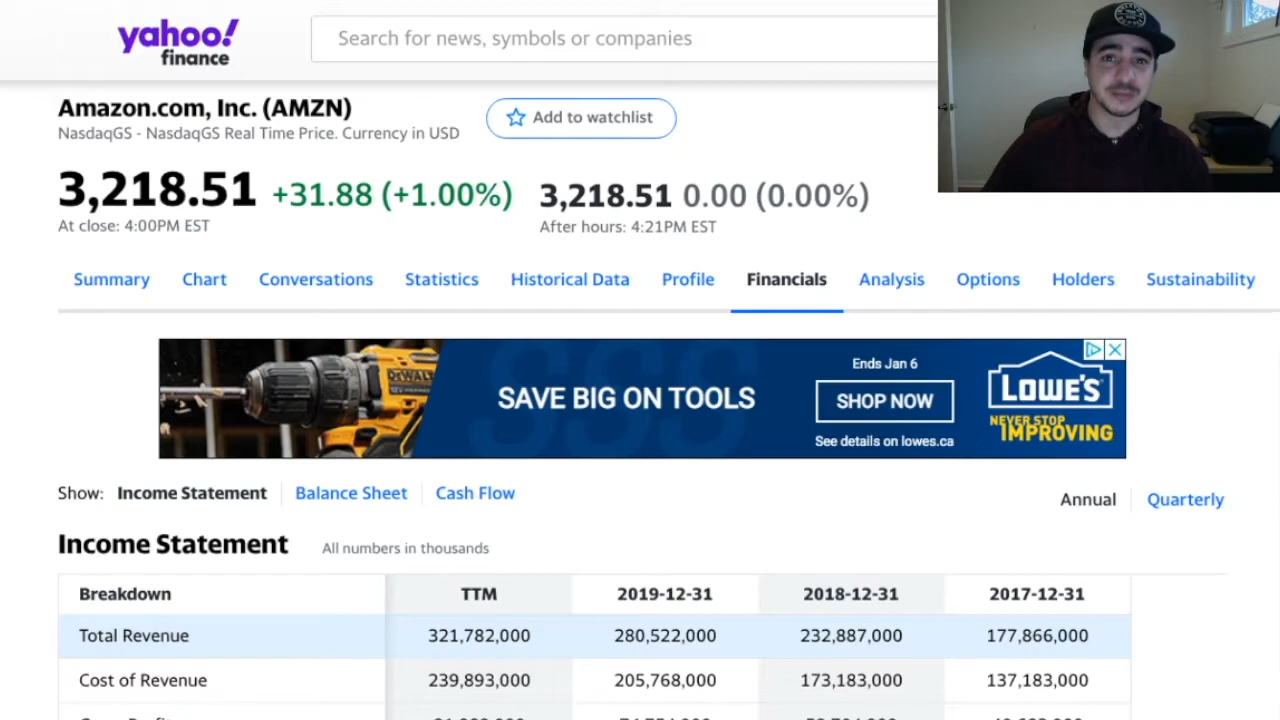 yahoo!
finance
Search for news, symbols or companies
Amazon.com, Inc. (AMZN)
NasdaqGS - NasdaqGS Real Time Price. Currency in USD
Add to watchlist
3,218.51 +31.88 (+1.00%)
At close: 4:00PM EST
3,218.51 0.00 (0.00%)
After hours: 4:21PM EST
Summary Chart Conversations Statistics Historical Data Profile Financials Analysis Options Holders Sustainability
DEWALT
SAVE BIG ON TOOLS
Ends Jan 6
SHOP NOW
See details on lowes.ca
LOWE'S
NEVER STOP
IMPROVING
Show: Income Statement Balance Sheet Cash Flow
Annual Quarterly
Income Statement All numbers in thousands
Breakdown TTM 2019-12-31 2018-12-31 2017-12-31
Total Revenue 321,782,000 280,522,000 232,887,000 177,866,000
Cost of Revenue 239,893,000 205,768,000 173,183,000 137,183,000